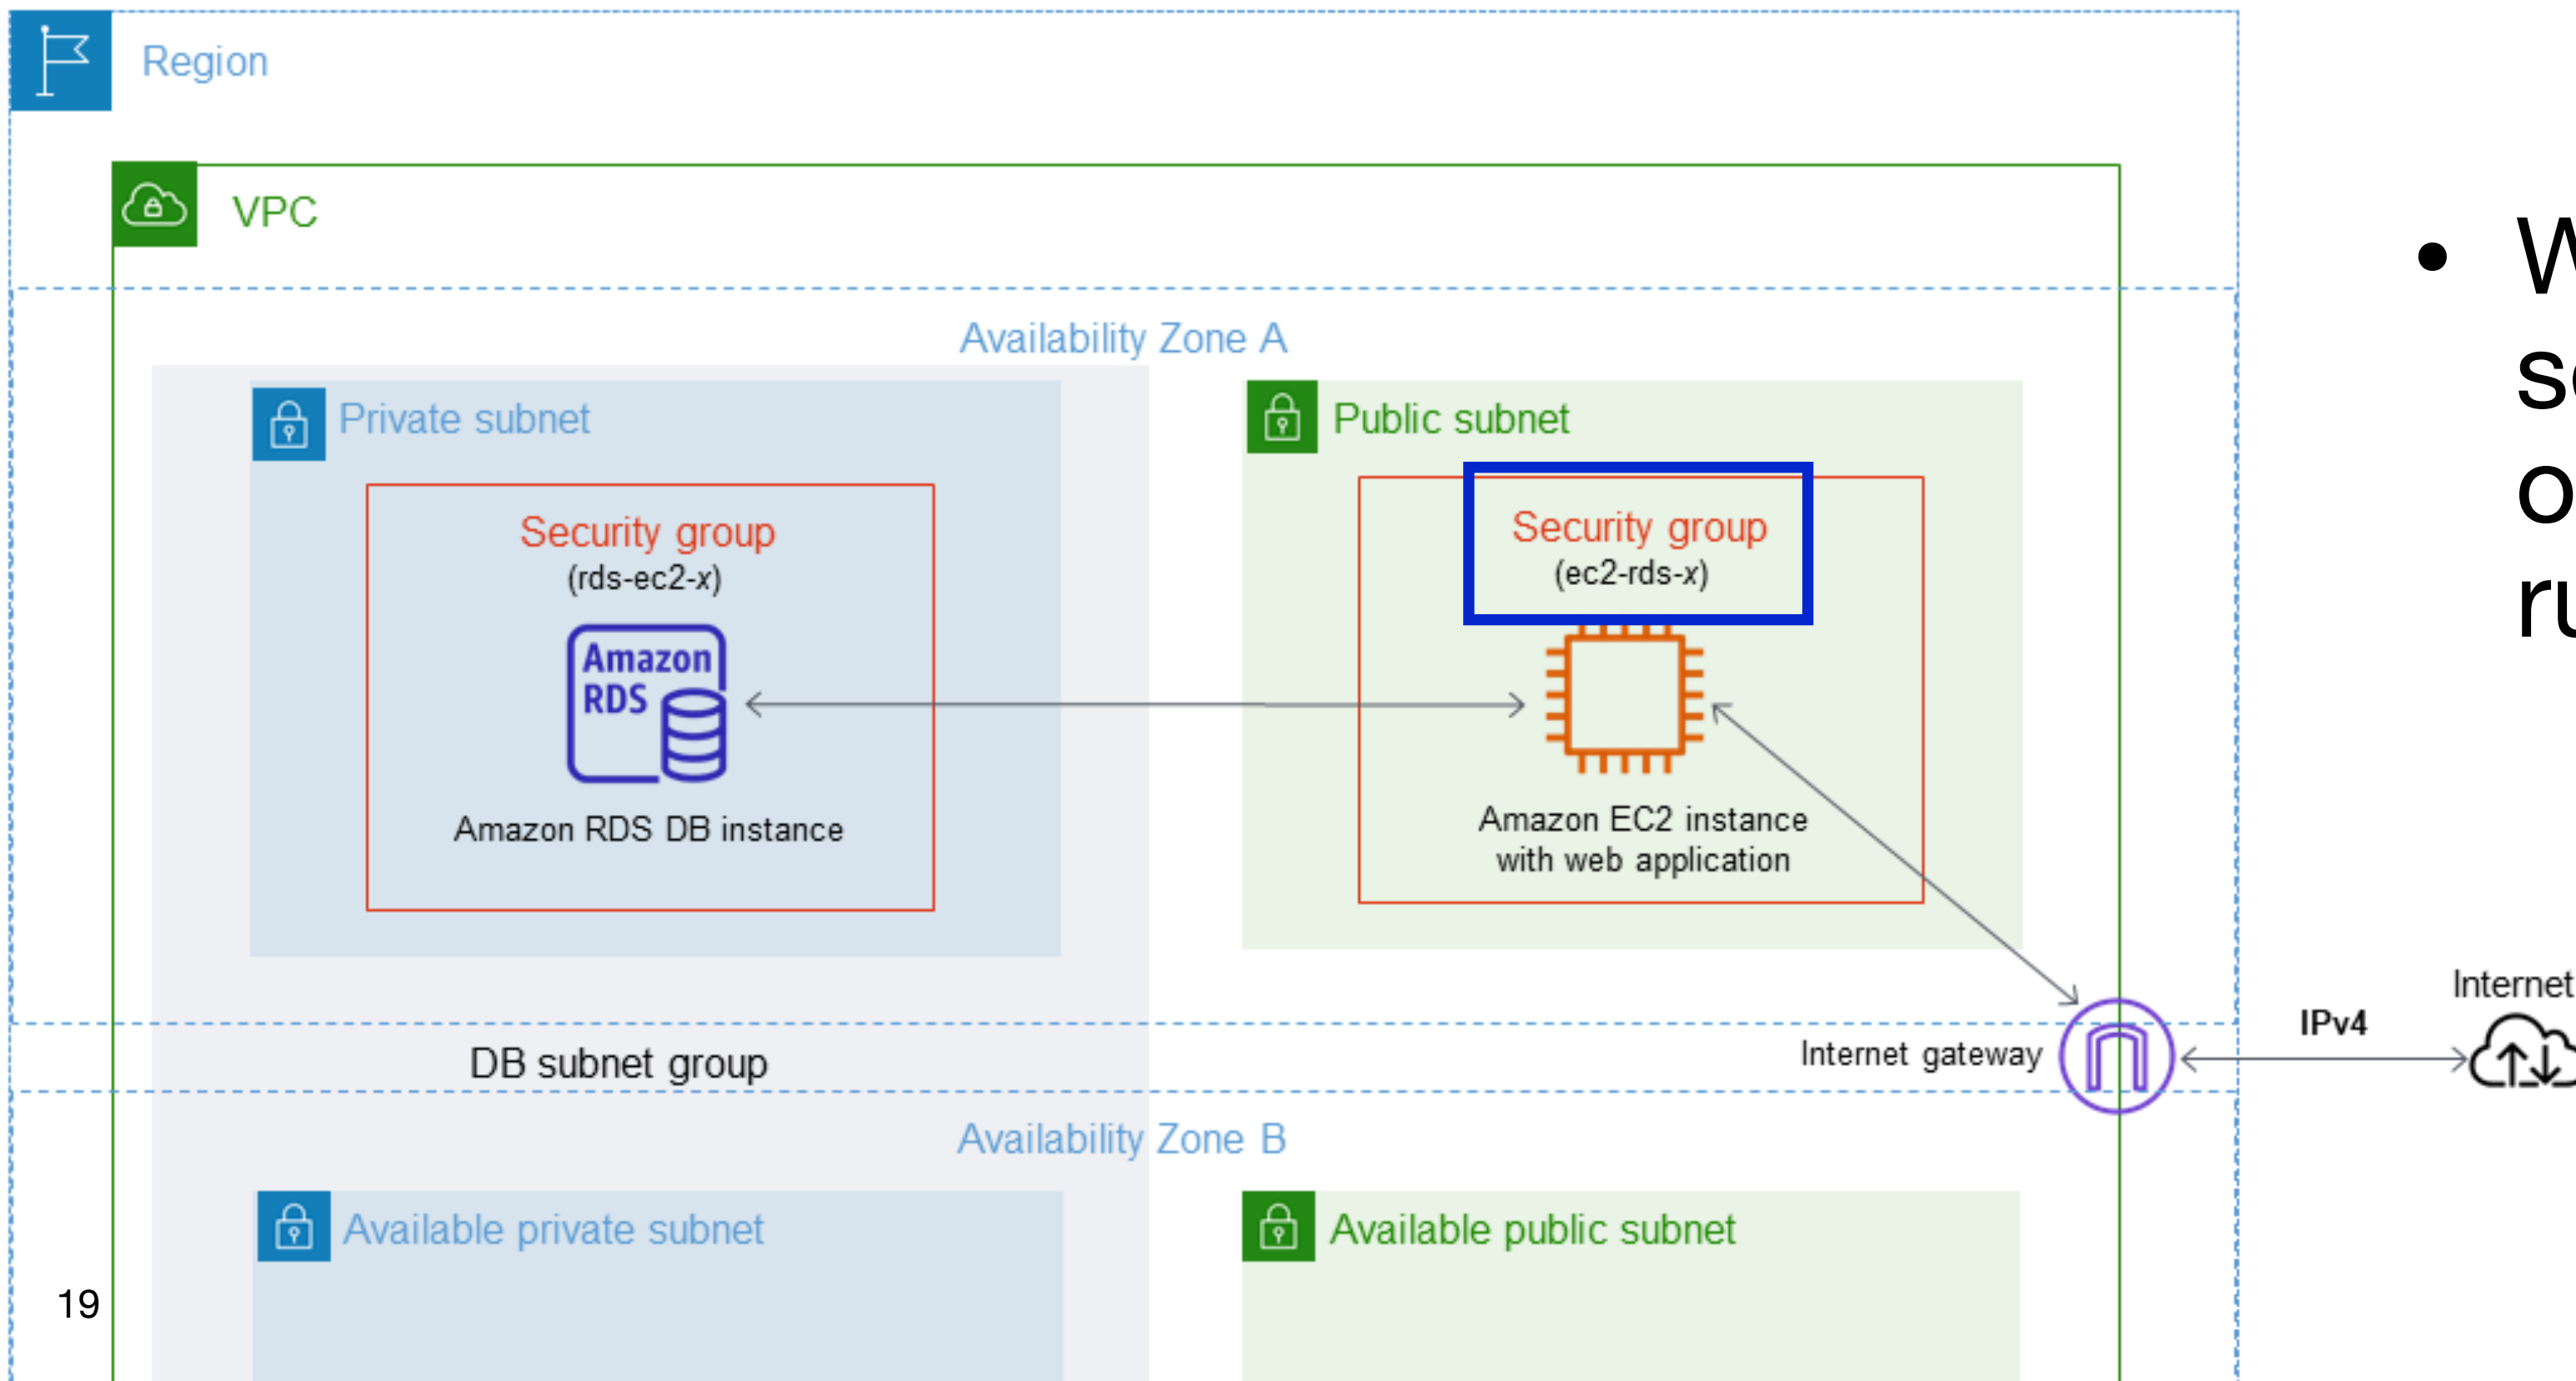 Region
VPC
Availability Zone A
Private subnet
Public subnet
Security group
(rds-ec2-x)
Security group
(ec2-rds-x)
Amazon
RDS
Amazon RDS DB instance
Amazon EC2 instance
with web application
DB subnet group
Internet gateway
IPv4
Internet
Availability Zone B
Available private subnet
Available public subnet
19